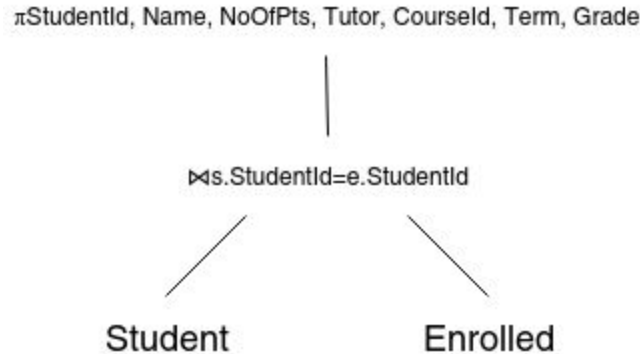 πStudentId, Name, NoOfPts, Tutor, CourseId, Term, Grade
⋈s.StudentId=e.StudentId
Student
Enrolled